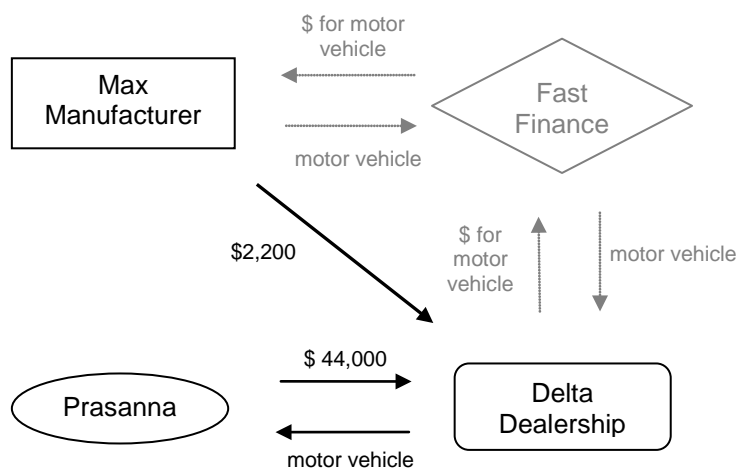 $ for motor
vehicle
Max
Manufacturer
Fast
Finance
motor vehicle
$2,200
$ for
motor
vehicle
motor vehicle
$ 44,000
Prasanna
Delta
Dealership
motor vehicle